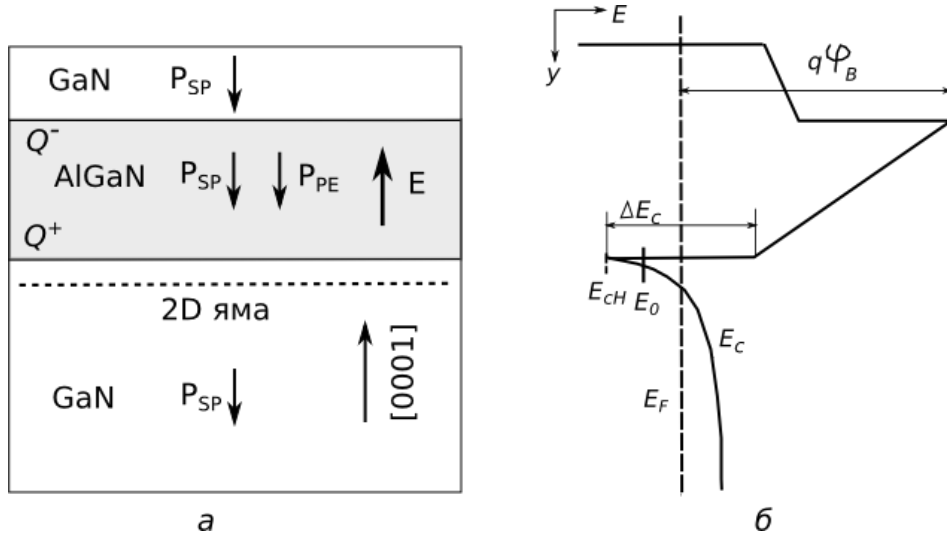 GaN P_SP
Q⁻
AlGaN P_SP P_PE E
Q⁺
2D яма
[0001]
GaN P_SP
а
E
y
qφ_B
ΔE_c
E_cH E_0
E_c
E_F
б